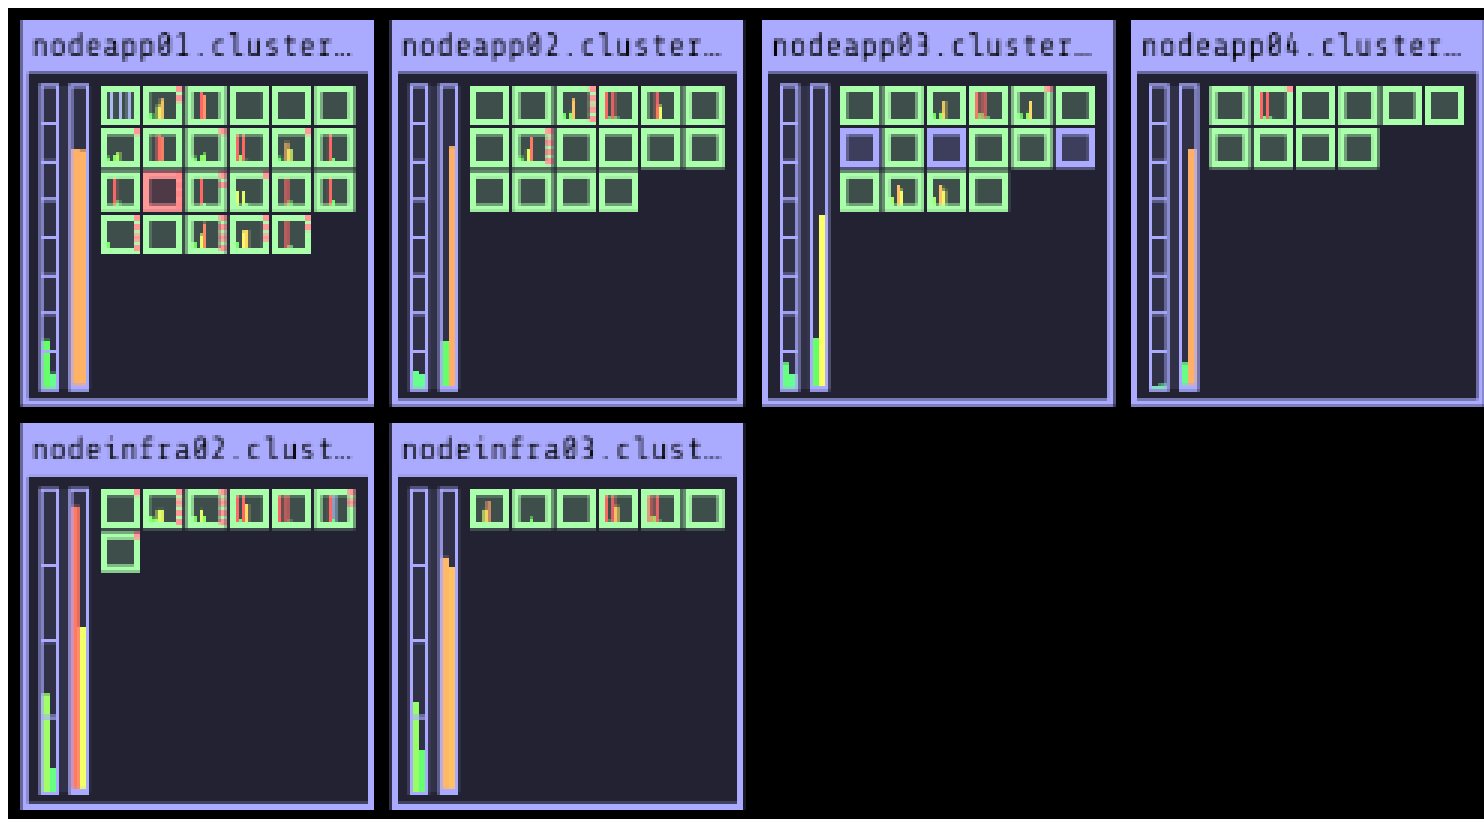 nodeapp01.cluster…
nodeapp02.cluster…
nodeapp03.cluster…
nodeapp04.cluster…
nodeinfra02.clust…
nodeinfra03.clust…